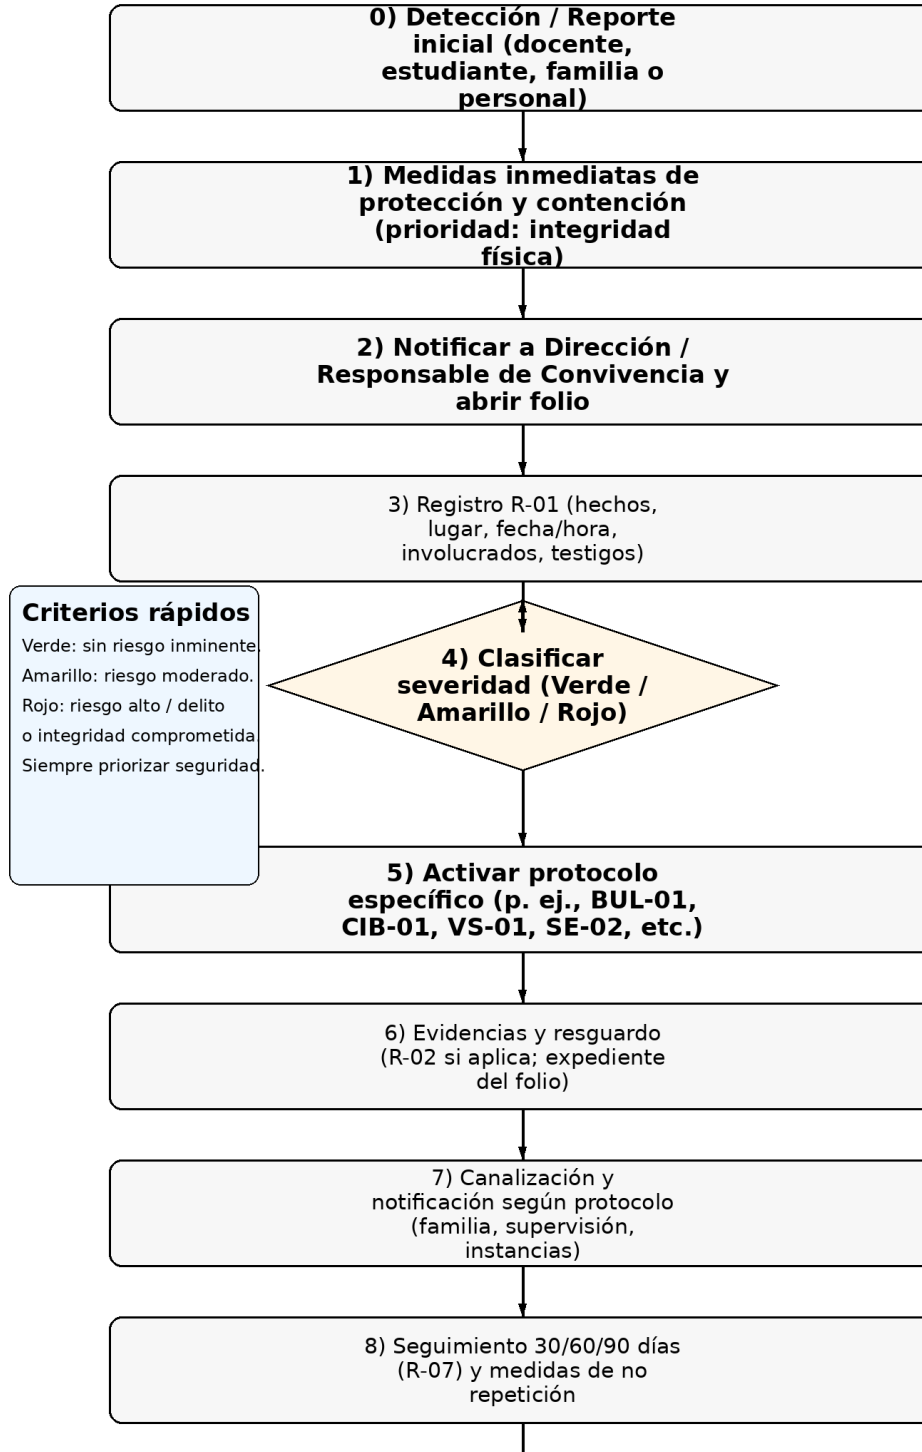 0) Detección / Reporte
inicial (docente,
estudiante, familia o
personal)
1) Medidas inmediatas de
protección y contención
(prioridad: integridad
física)
2) Notificar a Dirección /
Responsable de Convivencia y
abrir folio
3) Registro R-01 (hechos,
lugar, fecha/hora,
involucrados, testigos)
Criterios rápidos
Verde: sin riesgo inminente.
Amarillo: riesgo moderado.
Rojo: riesgo alto / delito
o integridad comprometida.
Siempre priorizar seguridad.
4) Clasificar
severidad (Verde /
Amarillo / Rojo)
5) Activar protocolo
específico (p. ej., BUL-01,
CIB-01, VS-01, SE-02, etc.)
6) Evidencias y resguardo
(R-02 si aplica; expediente
del folio)
7) Canalización y
notificación según protocolo
(familia, supervisión,
instancias)
8) Seguimiento 30/60/90 días
(R-07) y medidas de no
repetición